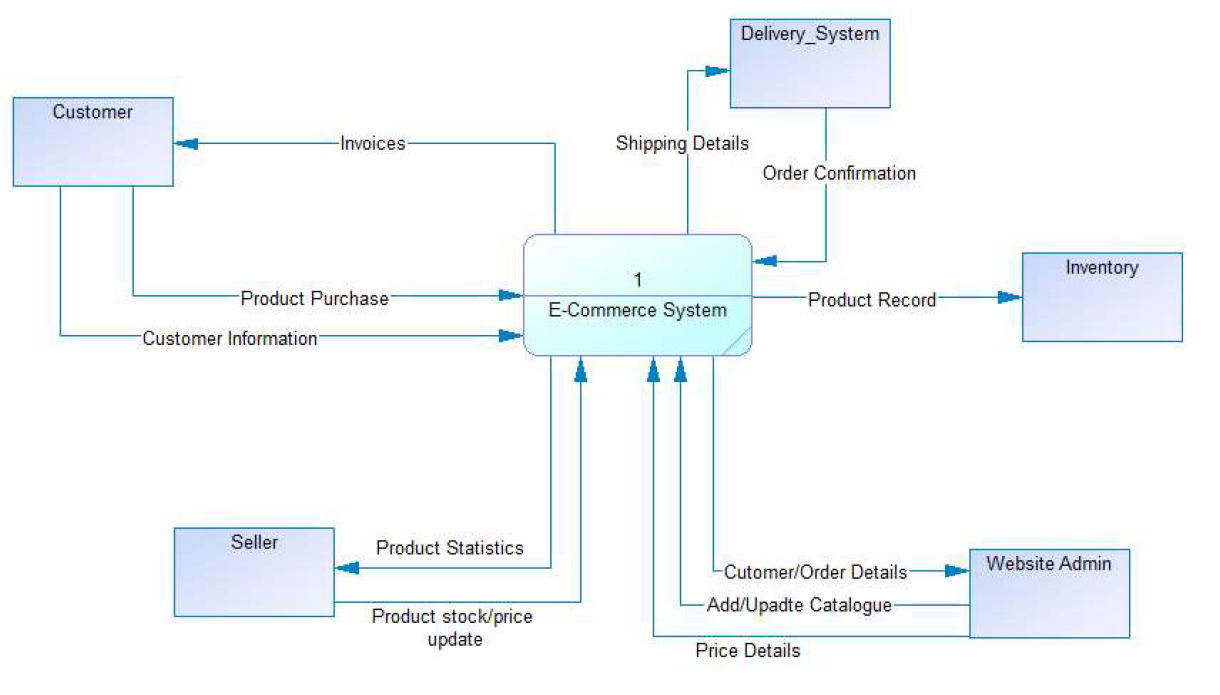 Delivery_System
Customer
Invoices
Shipping Details
Order Confirmation
Inventory
1
E-Commerce System
Product Purchase
Product Record
Customer Information
Seller
Product Statistics
Product stock/price
update
Website Admin
Cutomer/Order Details
Add/Upadte Catalogue
Price Details